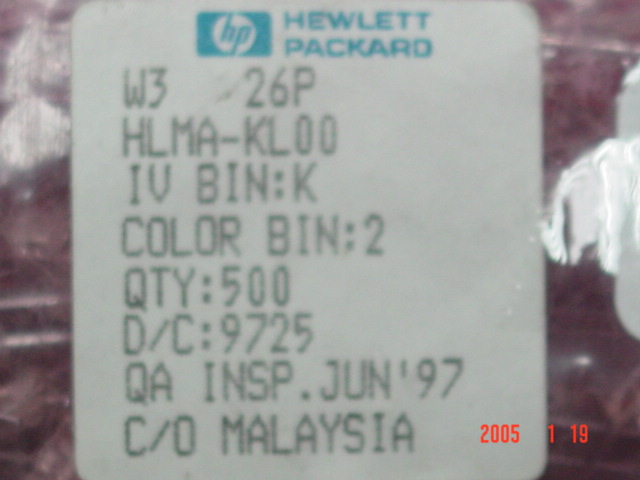 hp HEWLETT
PACKARD
W3 26P
HLMA-KL00
IV BIN:K
COLOR BIN:2
QTY:500
D/C:9725
QA INSP.JUN'97
C/O MALAYSIA
2005 1 19